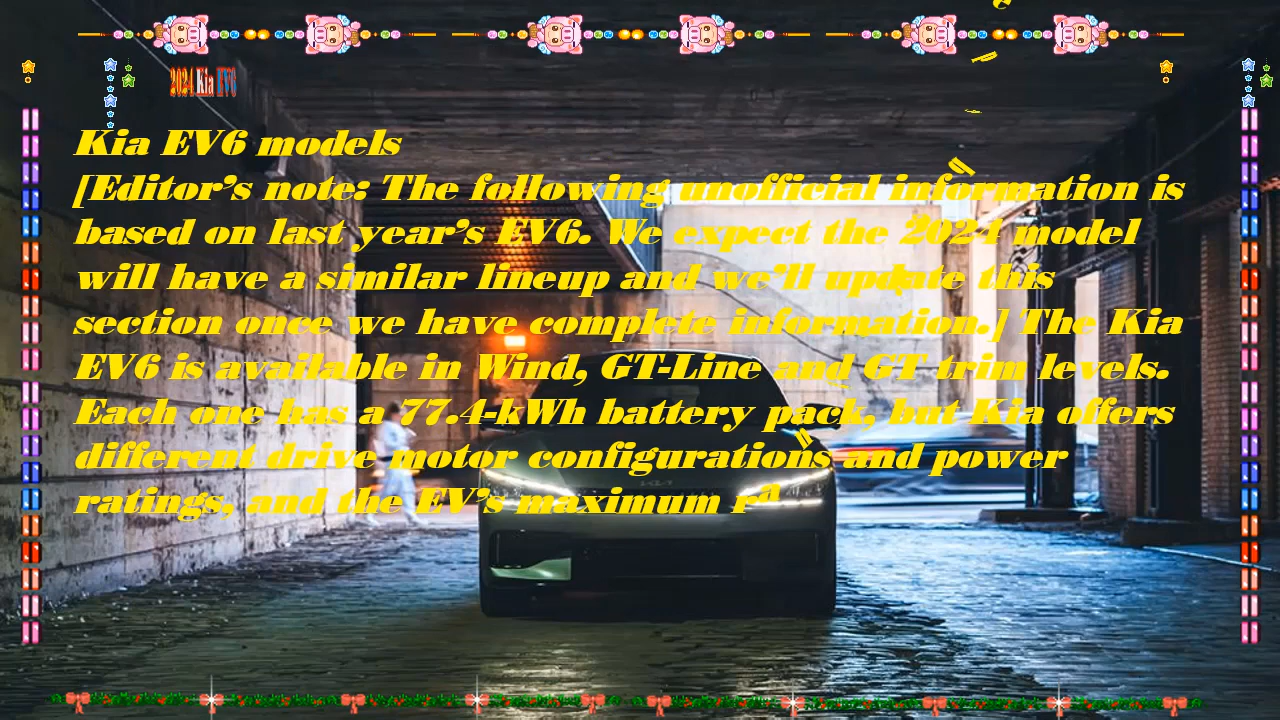 2024 Kia EV6
Kia EV6 models
[Editor’s note: The following unofficial information is
based on last year’s EV6. We expect the 2024 model
will have a similar lineup and we’ll update this
section once we have complete information.] The Kia
EV6 is available in Wind, GT-Line and GT trim levels.
Each one has a 77.4-kWh battery pack, but Kia offers
different drive motor configurations and power
ratings, and the EV’s maximum ra